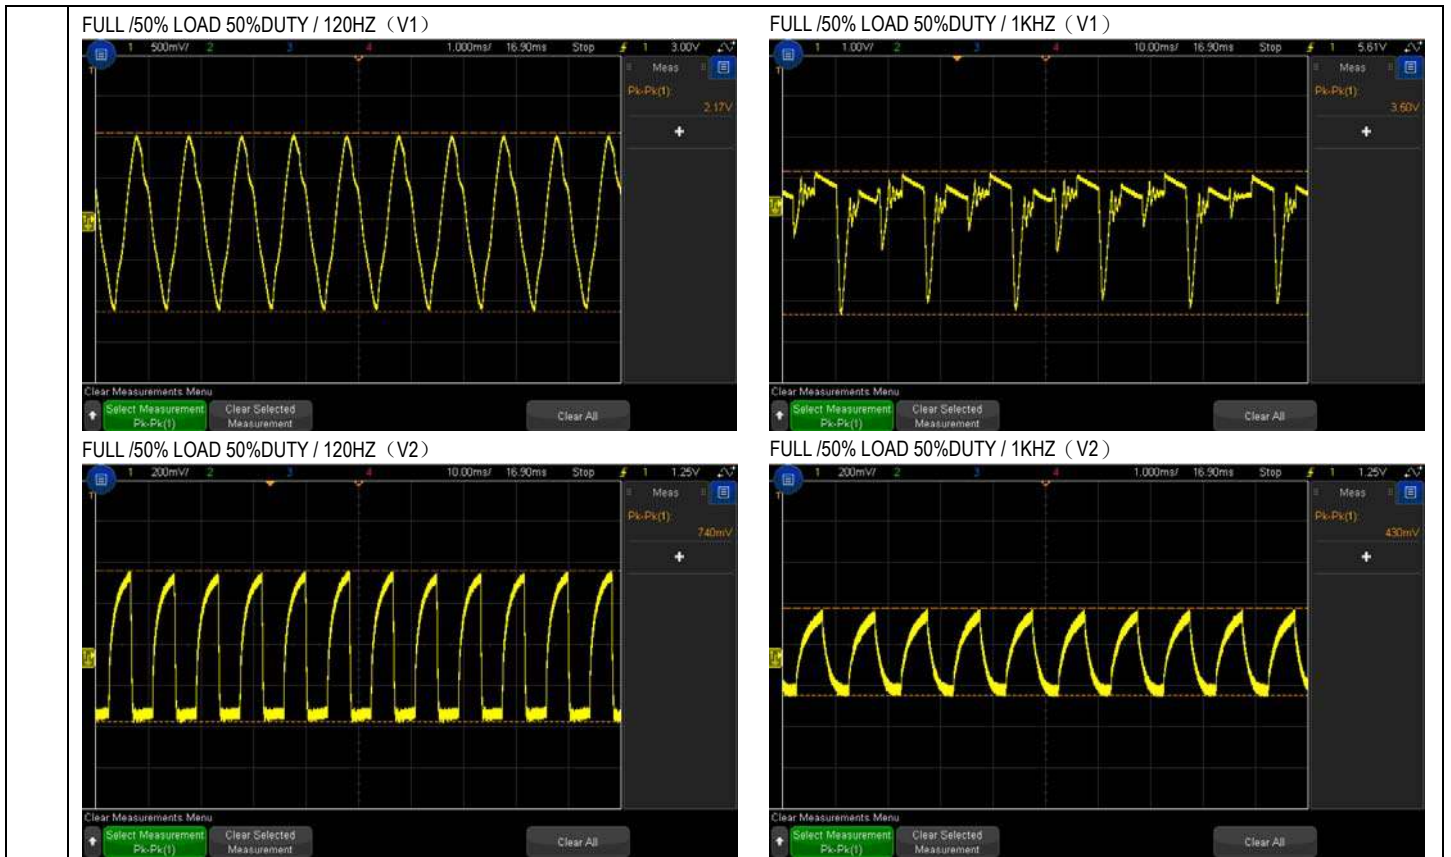 FULL /50% LOAD 50%DUTY / 120HZ（V1）
1 500mV/ 2 3 4 1.000ms/ 16.90ms Stop 1 3.00V
Meas
Pk-Pk(1):
2.17V
Clear Measurements Menu
Select Measurement
Pk-Pk(1)
Clear Selected
Measurement
Clear All
FULL /50% LOAD 50%DUTY / 1KHZ（V1）
1 1.00V/ 2 3 4 10.00ms/ 16.90ms Stop 1 5.61V
Meas
Pk-Pk(1):
3.60V
Clear Measurements Menu
Select Measurement
Pk-Pk(1)
Clear Selected
Measurement
Clear All
FULL /50% LOAD 50%DUTY / 120HZ（V2）
1 200mV/ 2 3 4 10.00ms/ 16.90ms Stop 1 1.25V
Meas
Pk-Pk(1):
740mV
Clear Measurements Menu
Select Measurement
Pk-Pk(1)
Clear Selected
Measurement
Clear All
FULL /50% LOAD 50%DUTY / 1KHZ（V2）
1 200mV/ 2 3 4 1.000ms/ 16.90ms Stop 1 1.25V
Meas
Pk-Pk(1):
430mV
Clear Measurements Menu
Select Measurement
Pk-Pk(1)
Clear Selected
Measurement
Clear All